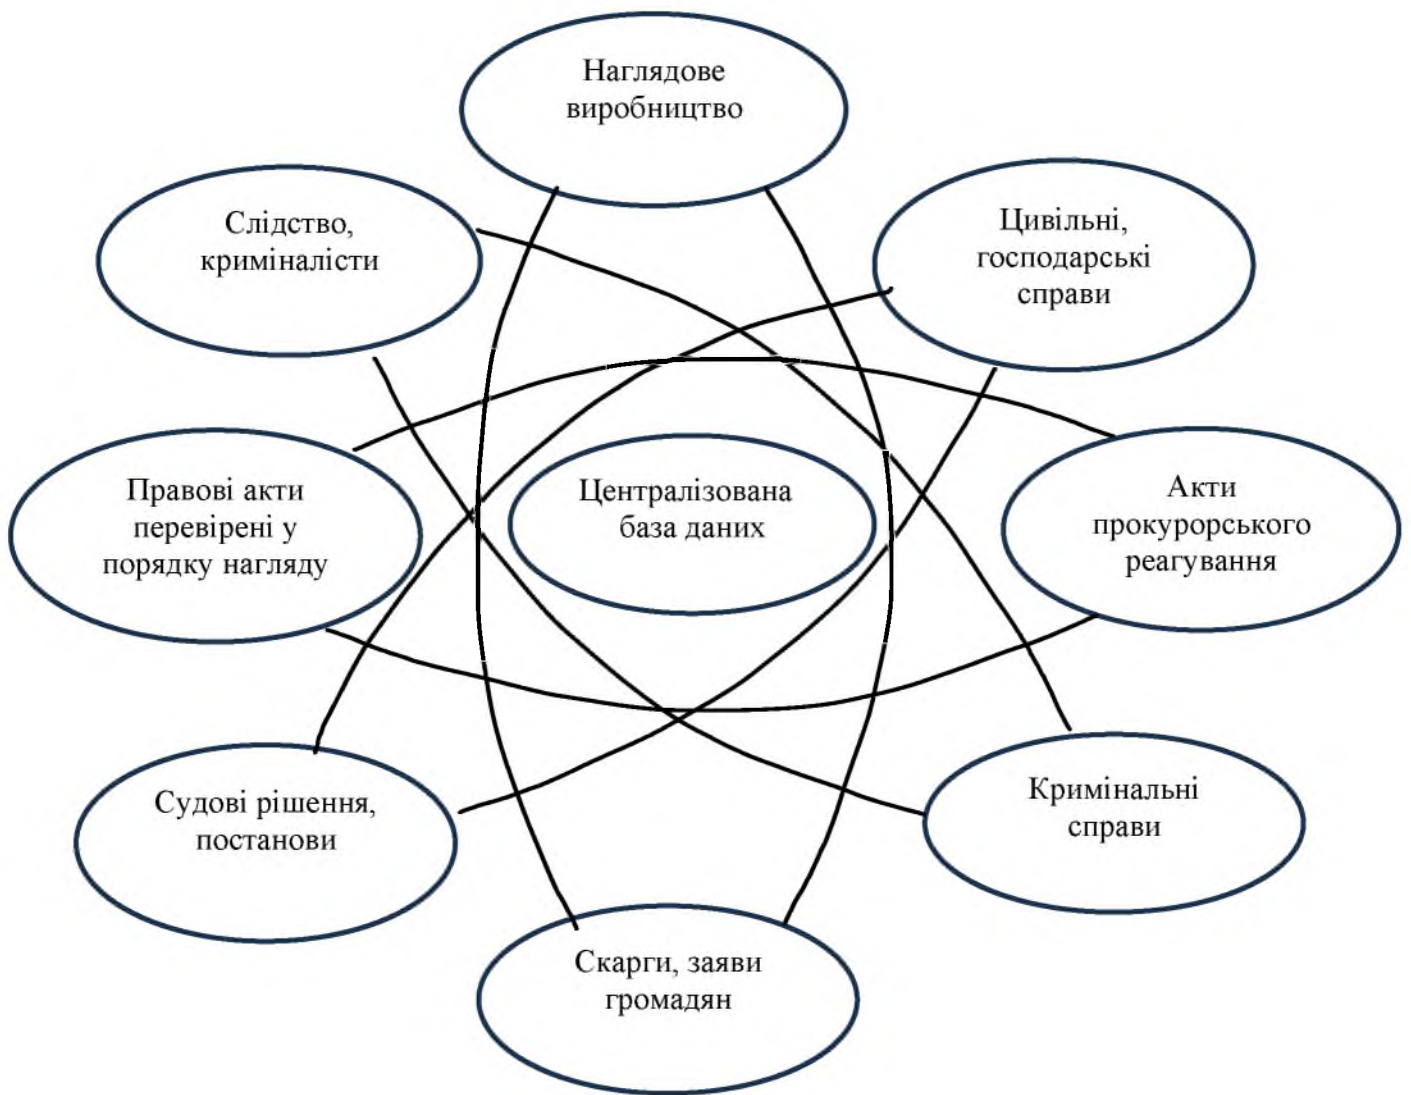 Наглядове
виробництво
Слідство,
криміналісти
Цивільні,
господарські
справи
Правові акти
перевірені у
порядку нагляду
Централізована
база даних
Акти
прокурорського
реагування
Судові рішення,
постанови
Кримінальні
справи
Скарги, заяви
громадян